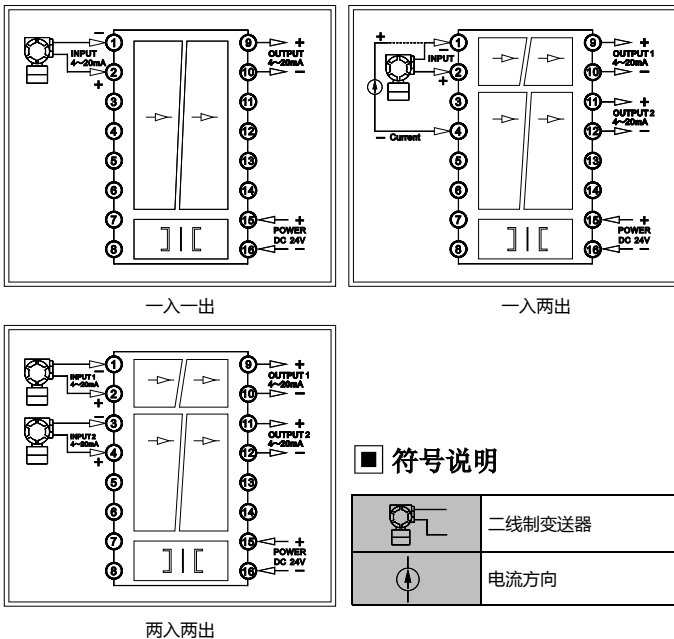 − 1 9 +
INPUT OUTPUT
4～20mA 4～20mA
2 10 −
+
3 11
4 12
5 13
6 14
7 15 +
POWER
DC 24V
8 16 −
一入一出
+ − 1 9 +
INPUT OUTPUT 1
4～20mA
2 10 −
+
3 11 +
OUTPUT 2
4～20mA
− Current 4 12 −
5 13
6 14
7 15 +
POWER
DC 24V
8 16 −
一入两出
− 1 9 +
INPUT 1 OUTPUT 1
4～20mA 4～20mA
2 10 −
+
− 3 11 +
INPUT 2 OUTPUT 2
4～20mA 4～20mA
4 12 −
+
5 13
6 14
7 15 +
POWER
DC 24V
8 16 −
两入两出
符号说明
二线制变送器
电流方向